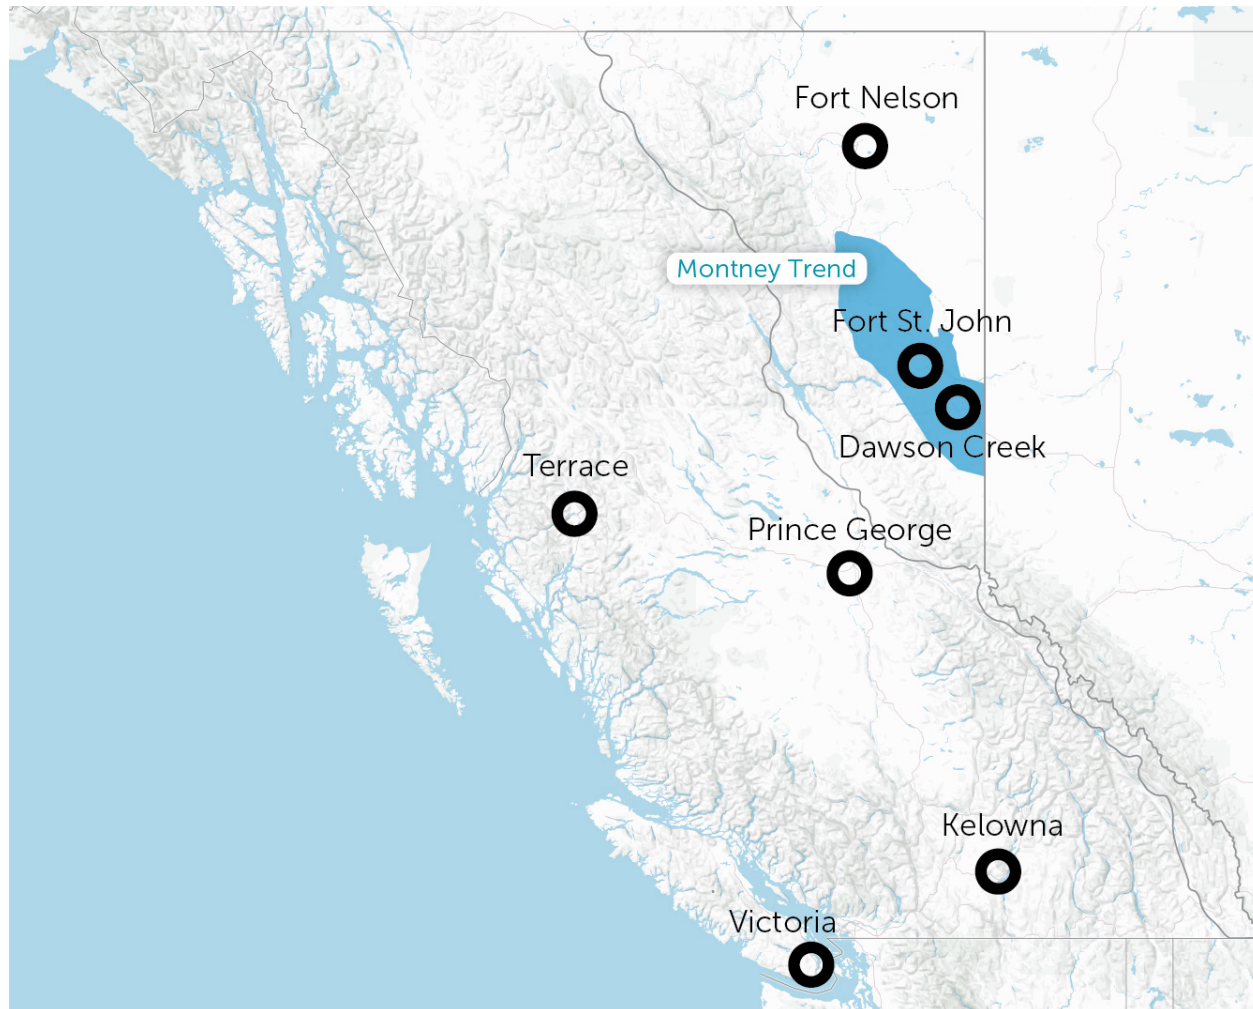 Fort Nelson
Montney Trend
Fort St. John
Dawson Creek
Terrace
Prince George
Kelowna
Victoria